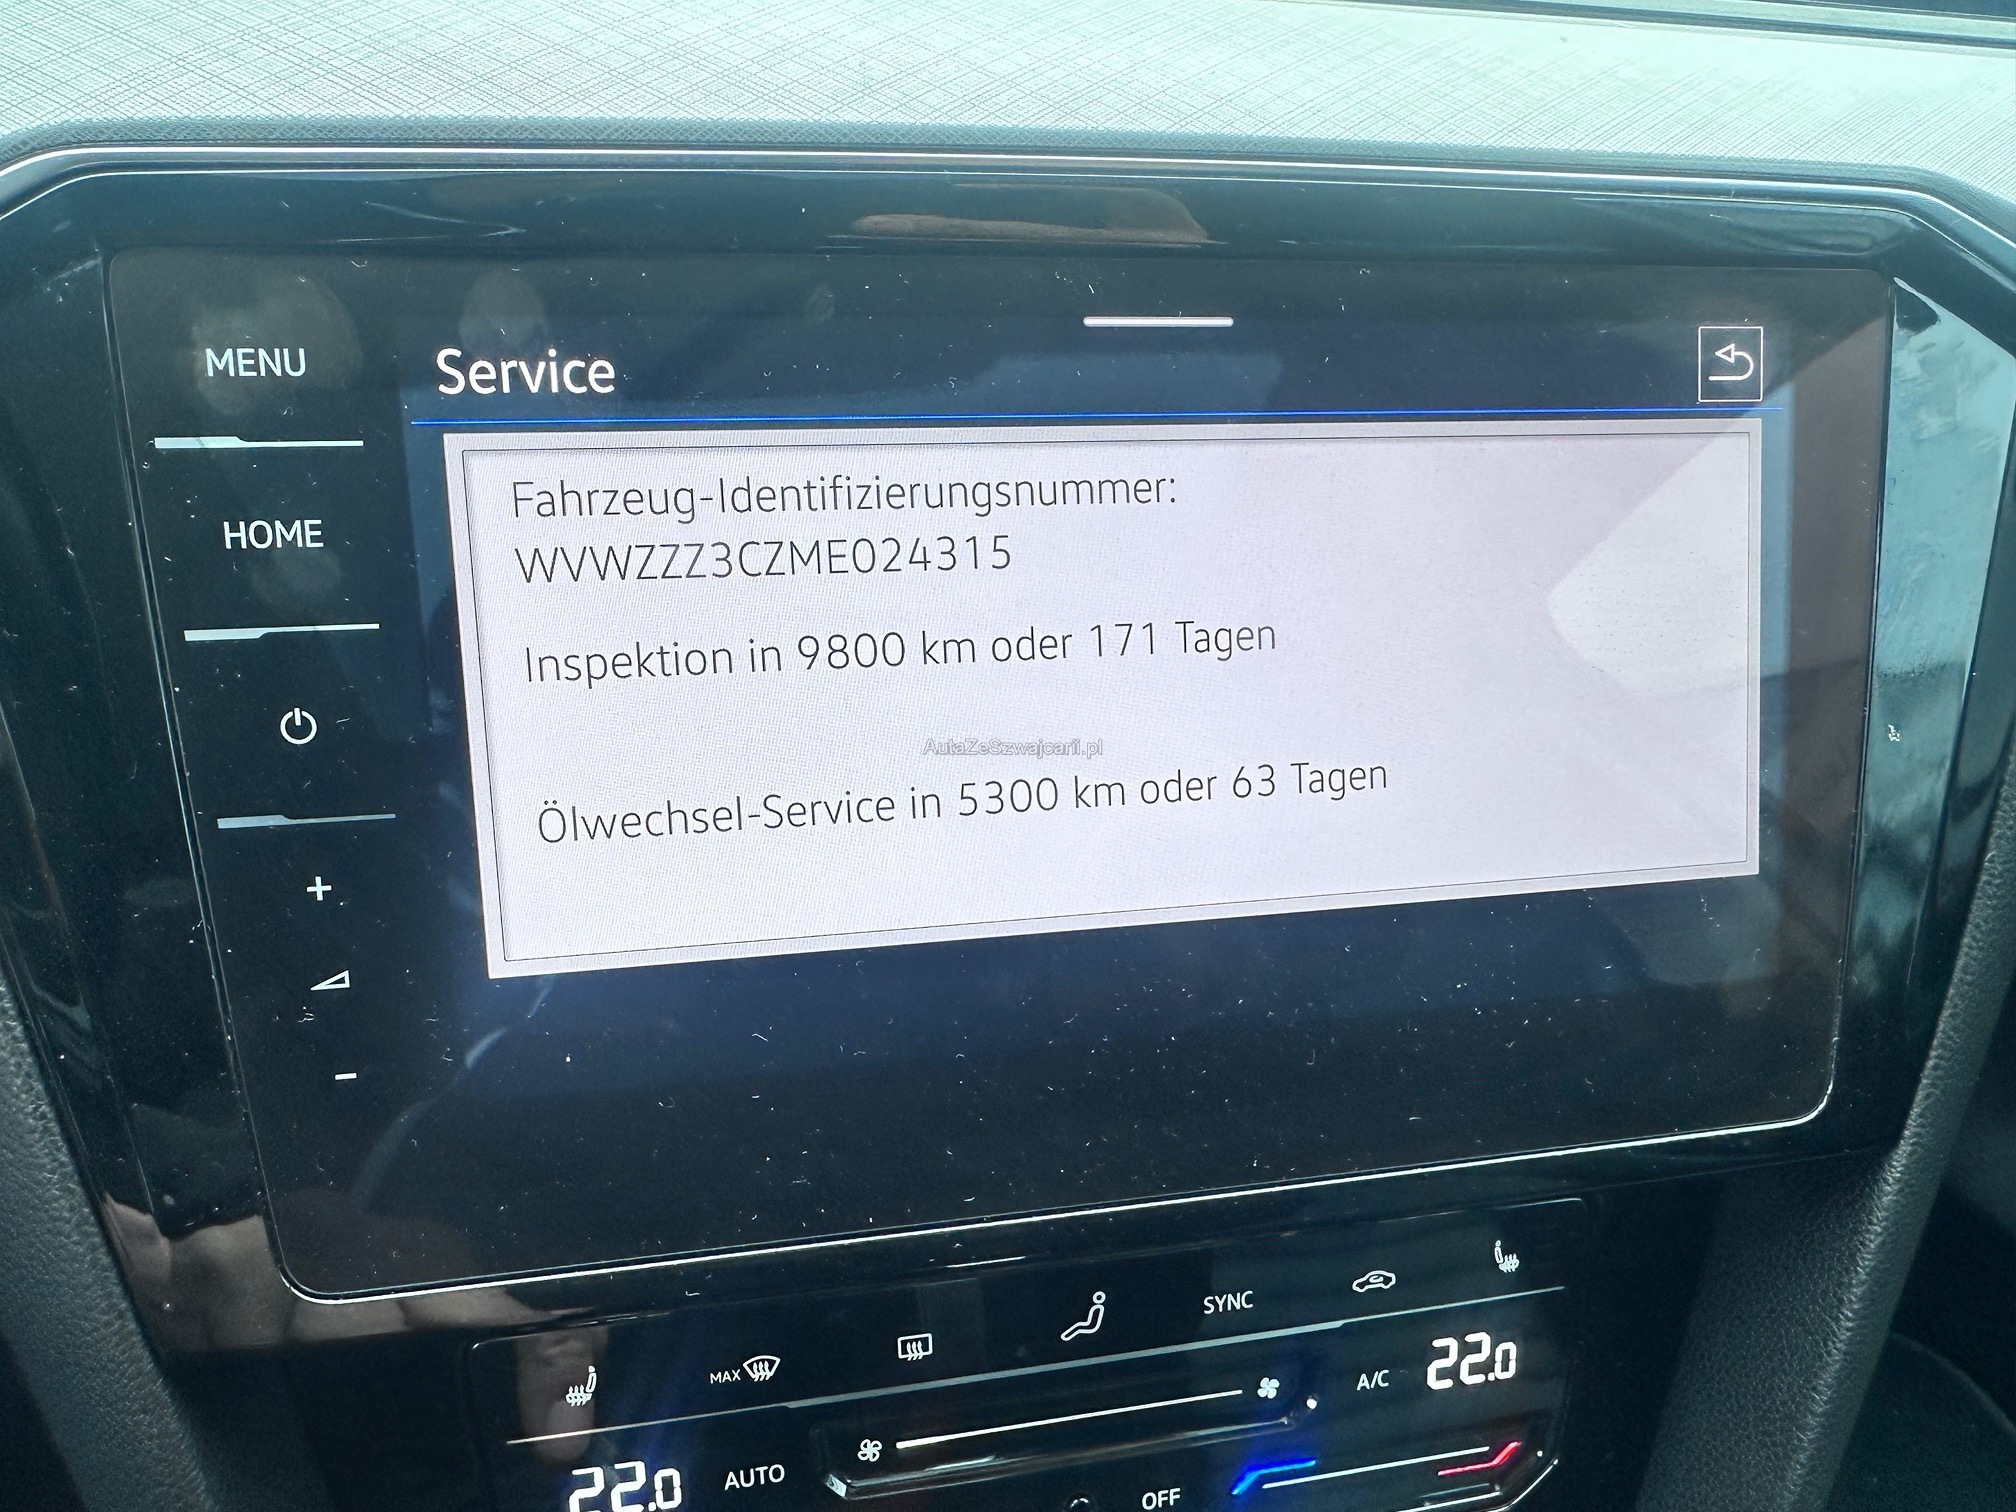 MENU
Service
HOME
Fahrzeug-Identifizierungsnummer:
WVWZZZ3CZME024315
Inspektion in 9800 km oder 171 Tagen
AutaZeSzwajcarii.pl
Ölwechsel-Service in 5300 km oder 63 Tagen
+
-
MAX
SYNC
A/C
22.0
22.0
AUTO
OFF